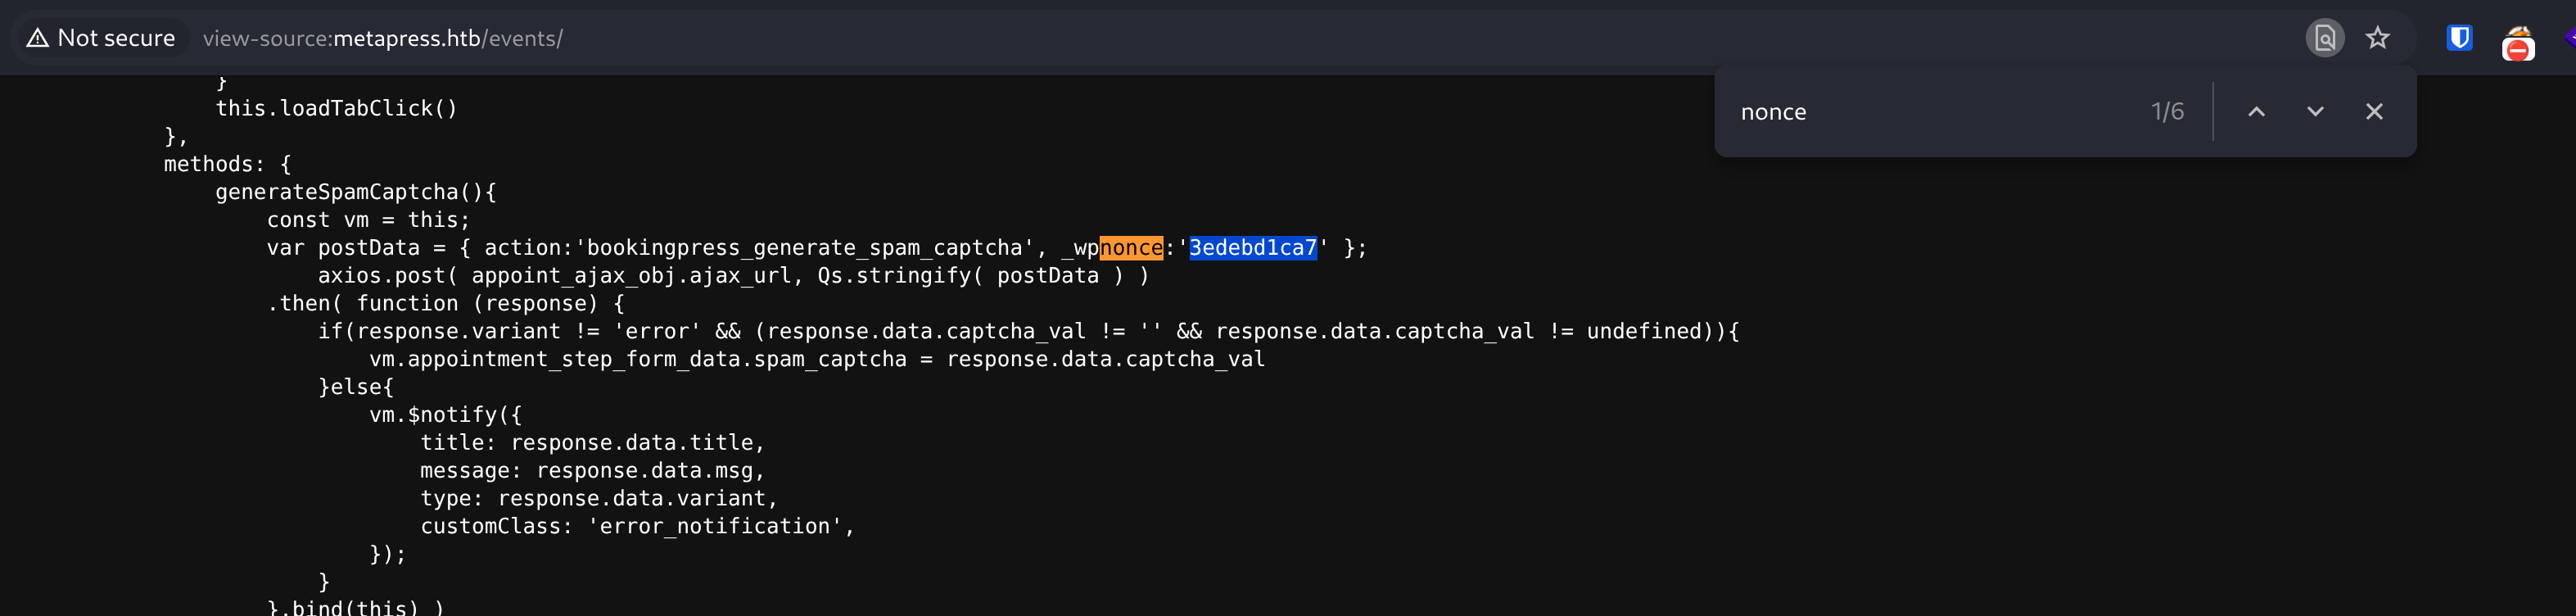 Not secure view-source:metapress.htb/events/
nonce 1/6
}
this.loadTabClick()
},
methods: {
generateSpamCaptcha(){
const vm = this;
var postData = { action:'bookingpress_generate_spam_captcha', _wpnonce:'3edebd1ca7' };
axios.post( appoint_ajax_obj.ajax_url, Qs.stringify( postData ) )
.then( function (response) {
if(response.variant != 'error' && (response.data.captcha_val != '' && response.data.captcha_val != undefined)){
vm.appointment_step_form_data.spam_captcha = response.data.captcha_val
}else{
vm.$notify({
title: response.data.title,
message: response.data.msg,
type: response.data.variant,
customClass: 'error_notification',
});
}
}.bind(this) )